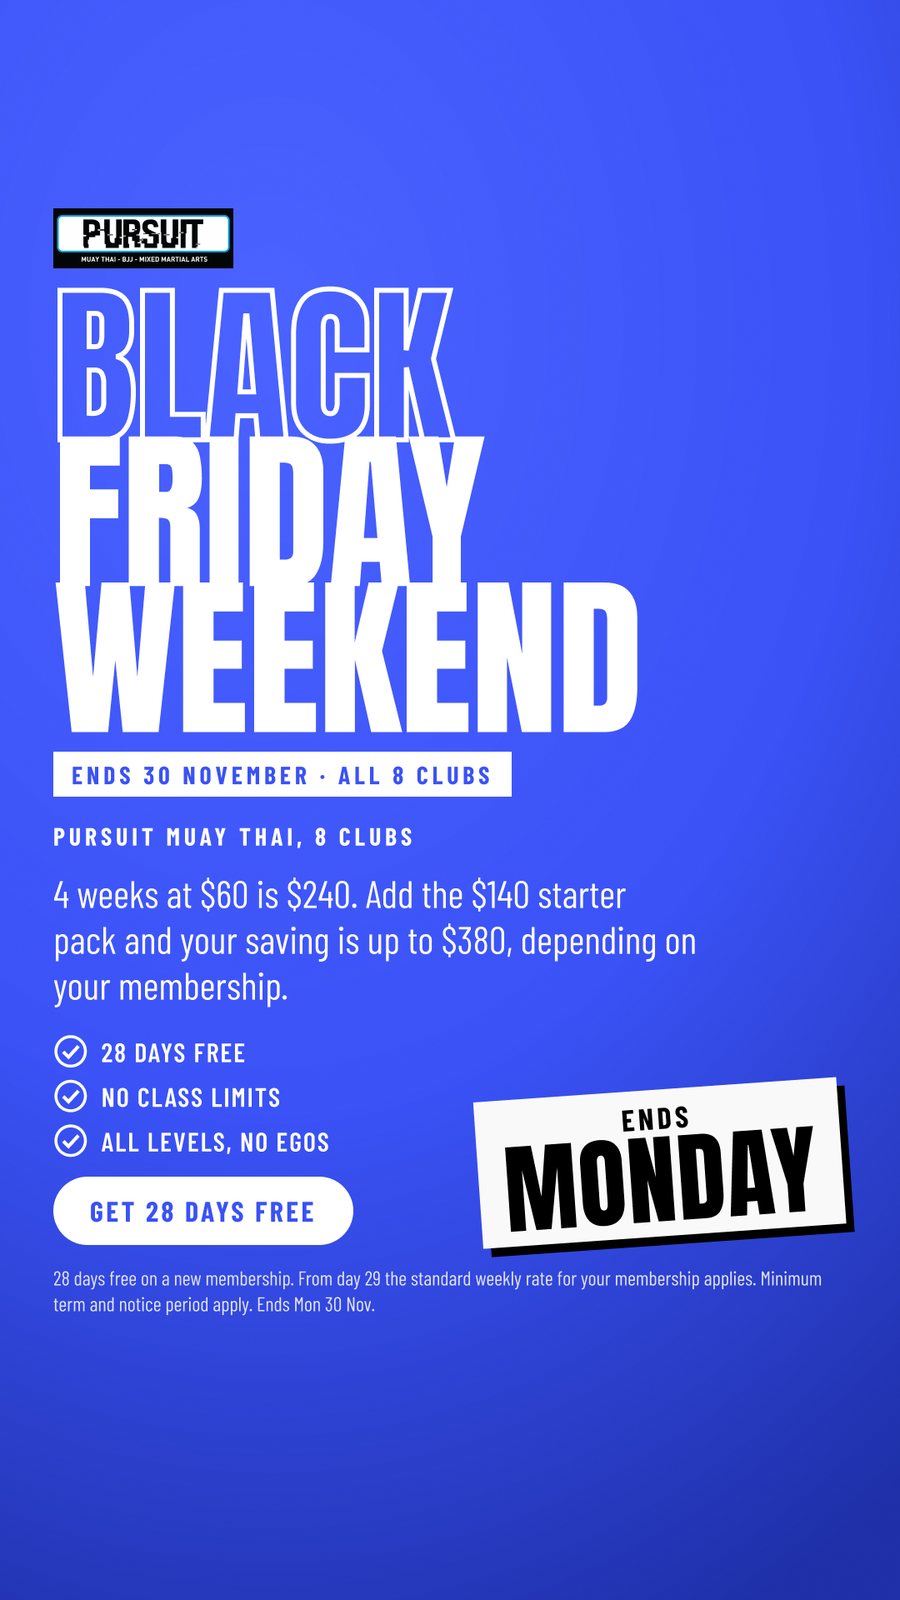 PURSUIT
MUAY THAI - BJJ - MIXED MARTIAL ARTS
BLACK
FRIDAY
WEEKEND
ENDS 30 NOVEMBER · ALL 8 CLUBS
PURSUIT MUAY THAI, 8 CLUBS
4 weeks at $60 is $240. Add the $140 starter
pack and your saving is up to $380, depending on
your membership.
28 DAYS FREE
NO CLASS LIMITS
ALL LEVELS, NO EGOS
ENDS
MONDAY
GET 28 DAYS FREE
28 days free on a new membership. From day 29 the standard weekly rate for your membership applies. Minimum
term and notice period apply. Ends Mon 30 Nov.